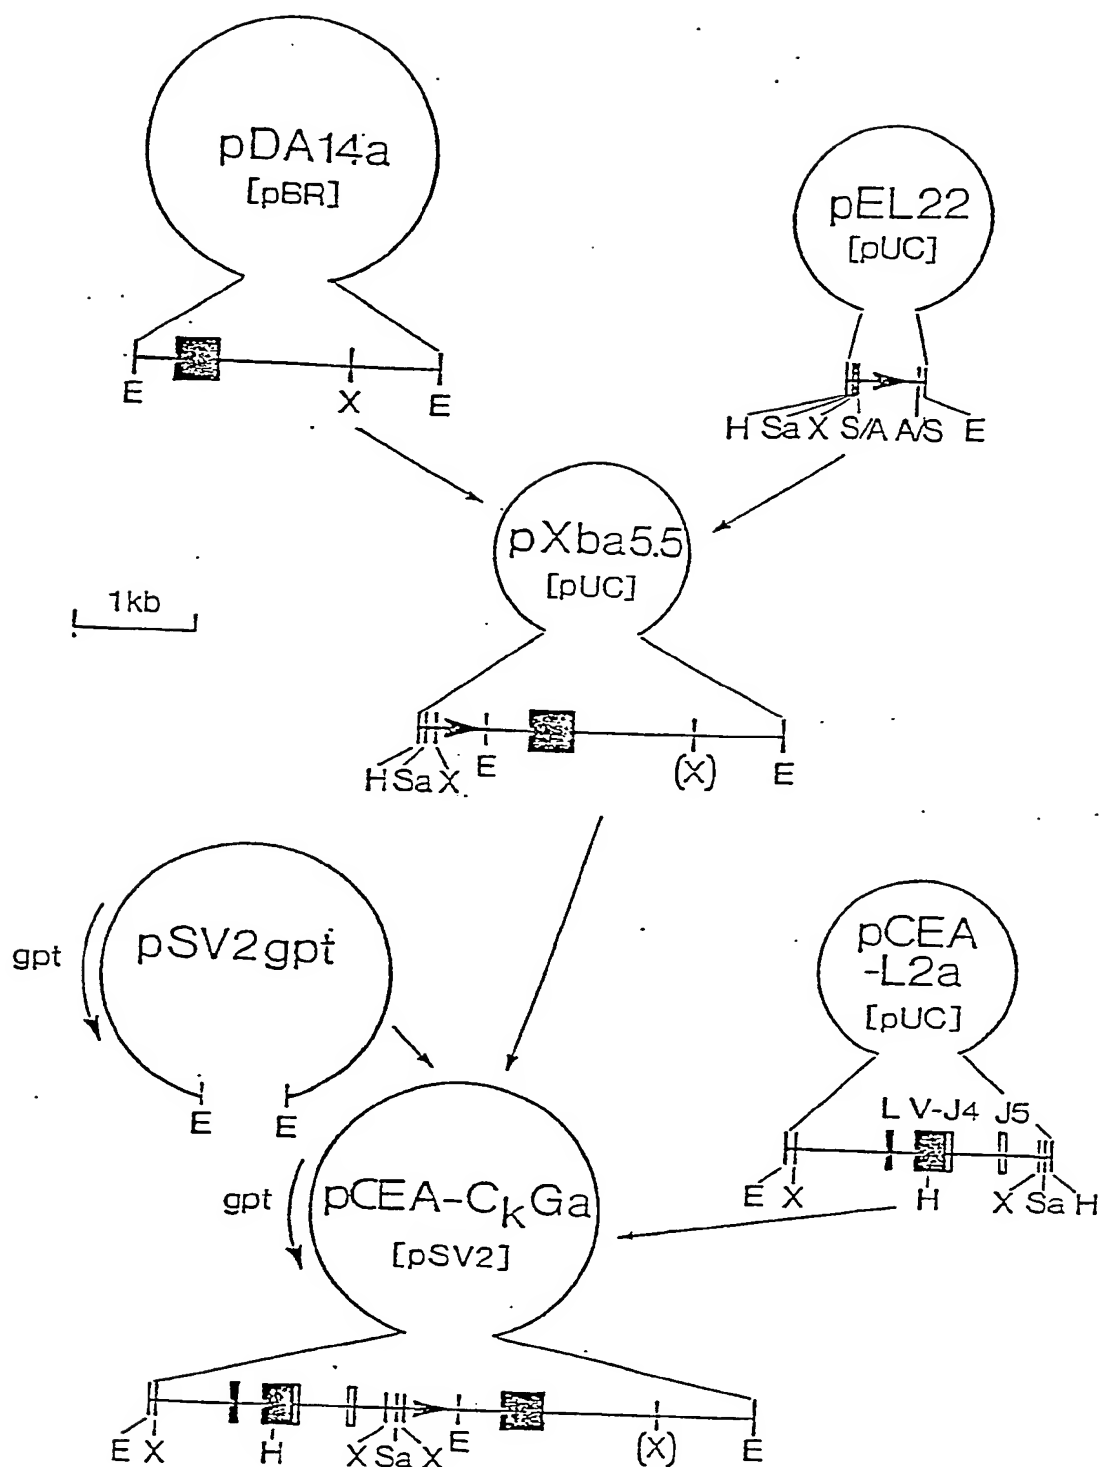 pDA14a
[pBR]
pEL22
[pUC]
E
X
E
H Sa X S/A A/S E
pXba5.5
[pUC]
1kb
H Sa X E (X) E
gpt
pSV2gpt
E E
pCEA
-L2a
[pUC]
L V-J4 J5
E X H X Sa H
gpt
pCEA-CkGa
[pSV2]
E X H X Sa X E (X) E